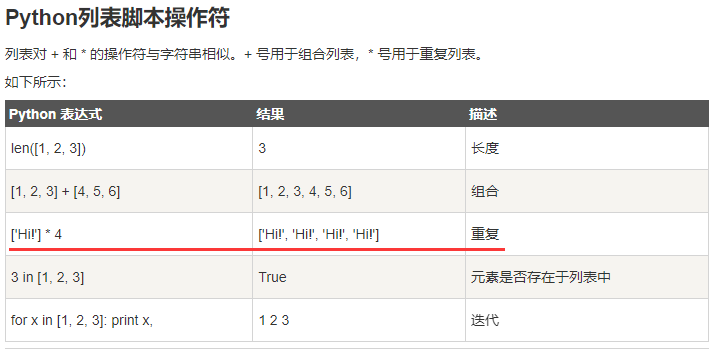 Python列表脚本操作符
列表对 + 和 * 的操作符与字符串相似。+ 号用于组合列表，* 号用于重复列表。
如下所示：
Python 表达式 结果 描述
len([1, 2, 3]) 3 长度
[1, 2, 3] + [4, 5, 6] [1, 2, 3, 4, 5, 6] 组合
['Hi!'] * 4 ['Hi!', 'Hi!', 'Hi!', 'Hi!'] 重复
3 in [1, 2, 3] True 元素是否存在于列表中
for x in [1, 2, 3]: print x, 1 2 3 迭代